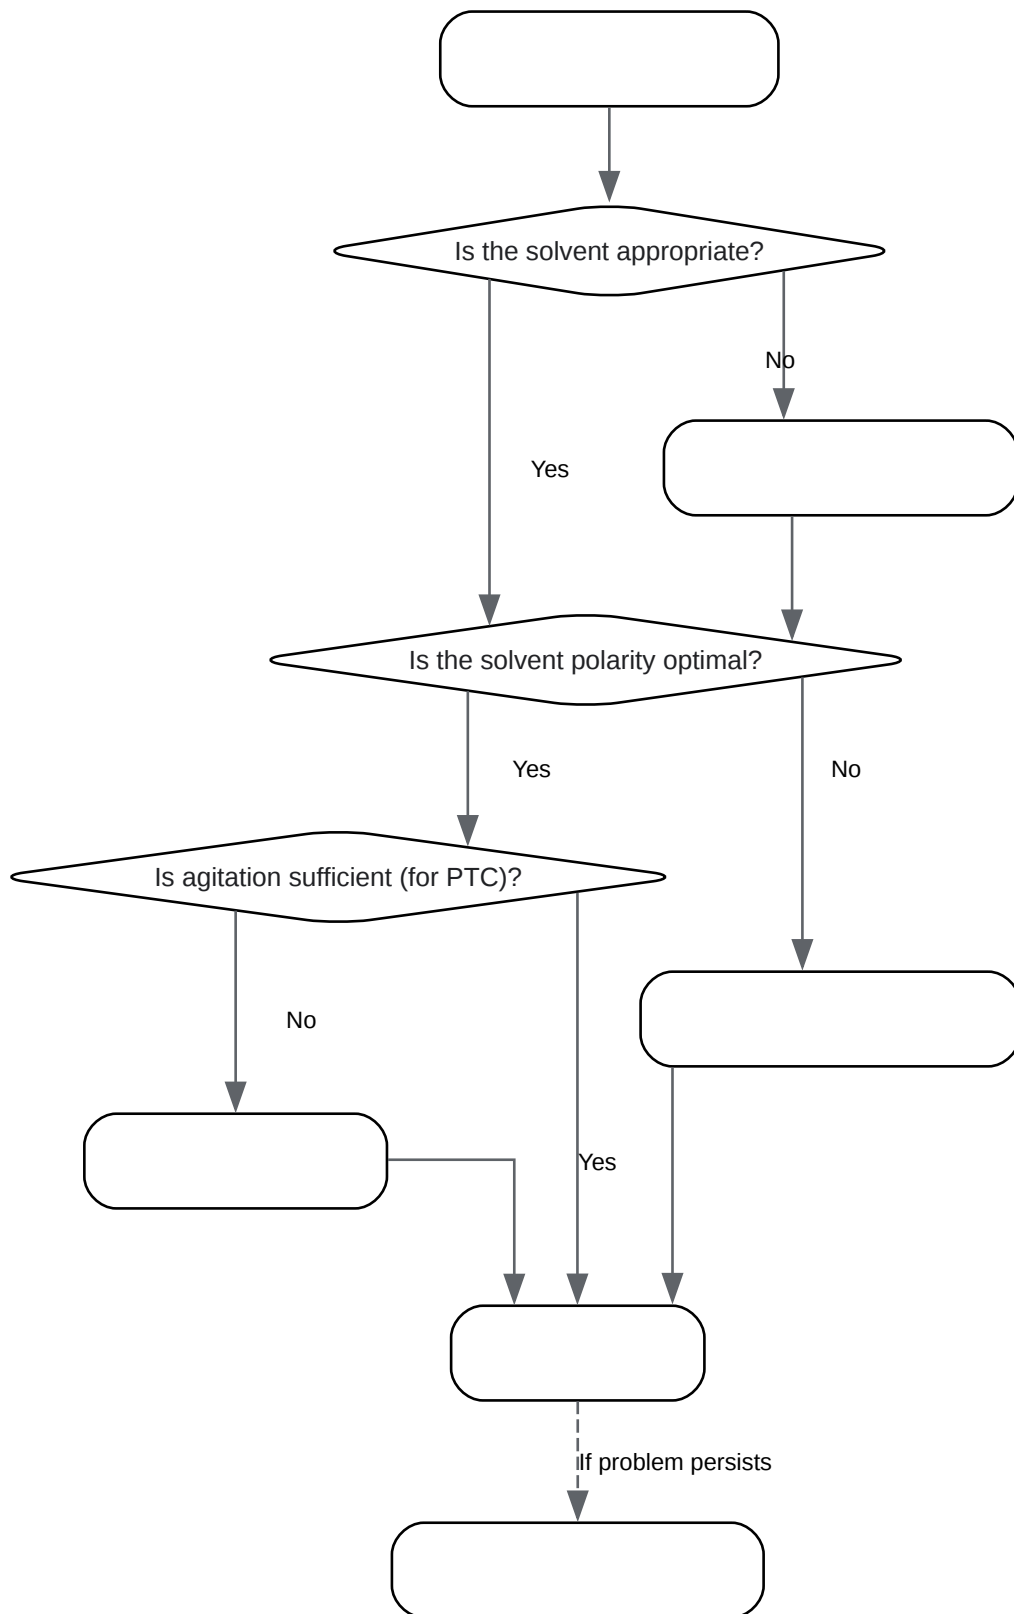 Is the solvent appropriate?
No
Yes
Is the solvent polarity optimal?
Yes
No
Is agitation sufficient (for PTC)?
No
Yes
If problem persists